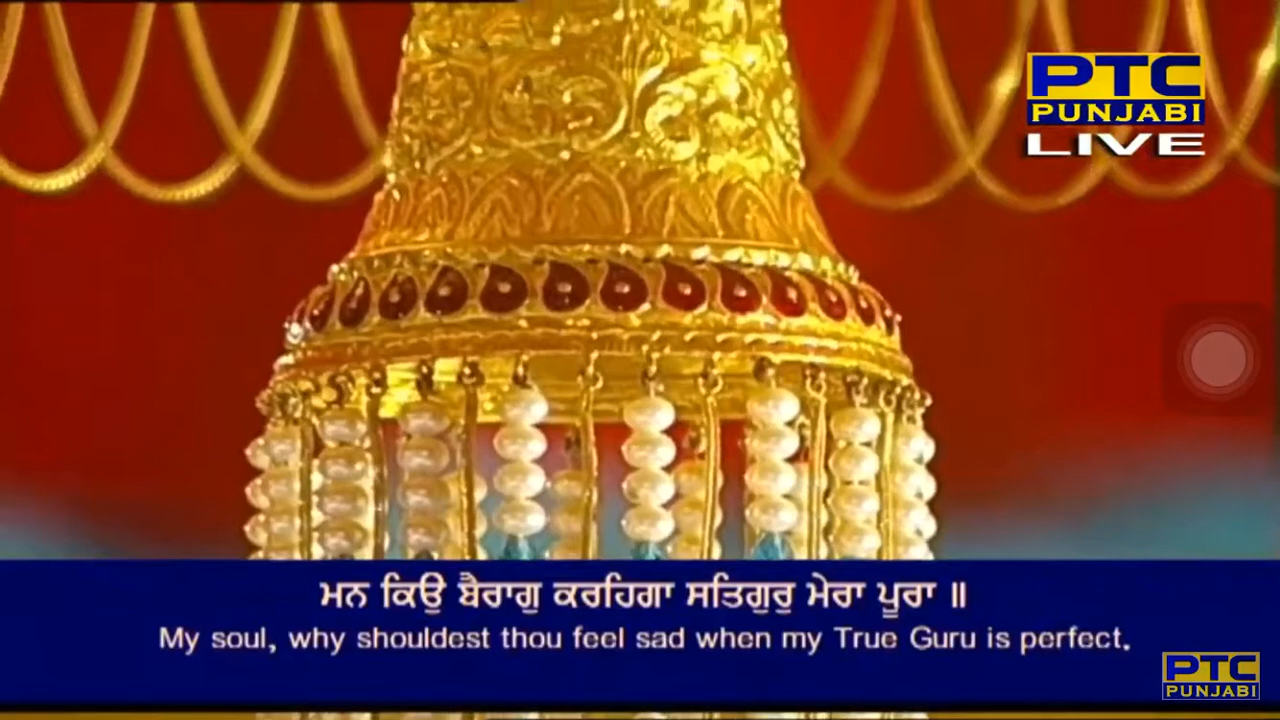 PTC
PUNJABI
LIVE
ਮਨ ਕਿਉ ਬੈਰਾਗੁ ਕਰਹਿਗਾ ਸਤਿਗੁਰੁ ਮੇਰਾ ਪੂਰਾ ॥
My soul, why shouldest thou feel sad when my True Guru is perfect.
PTC
PUNJABI